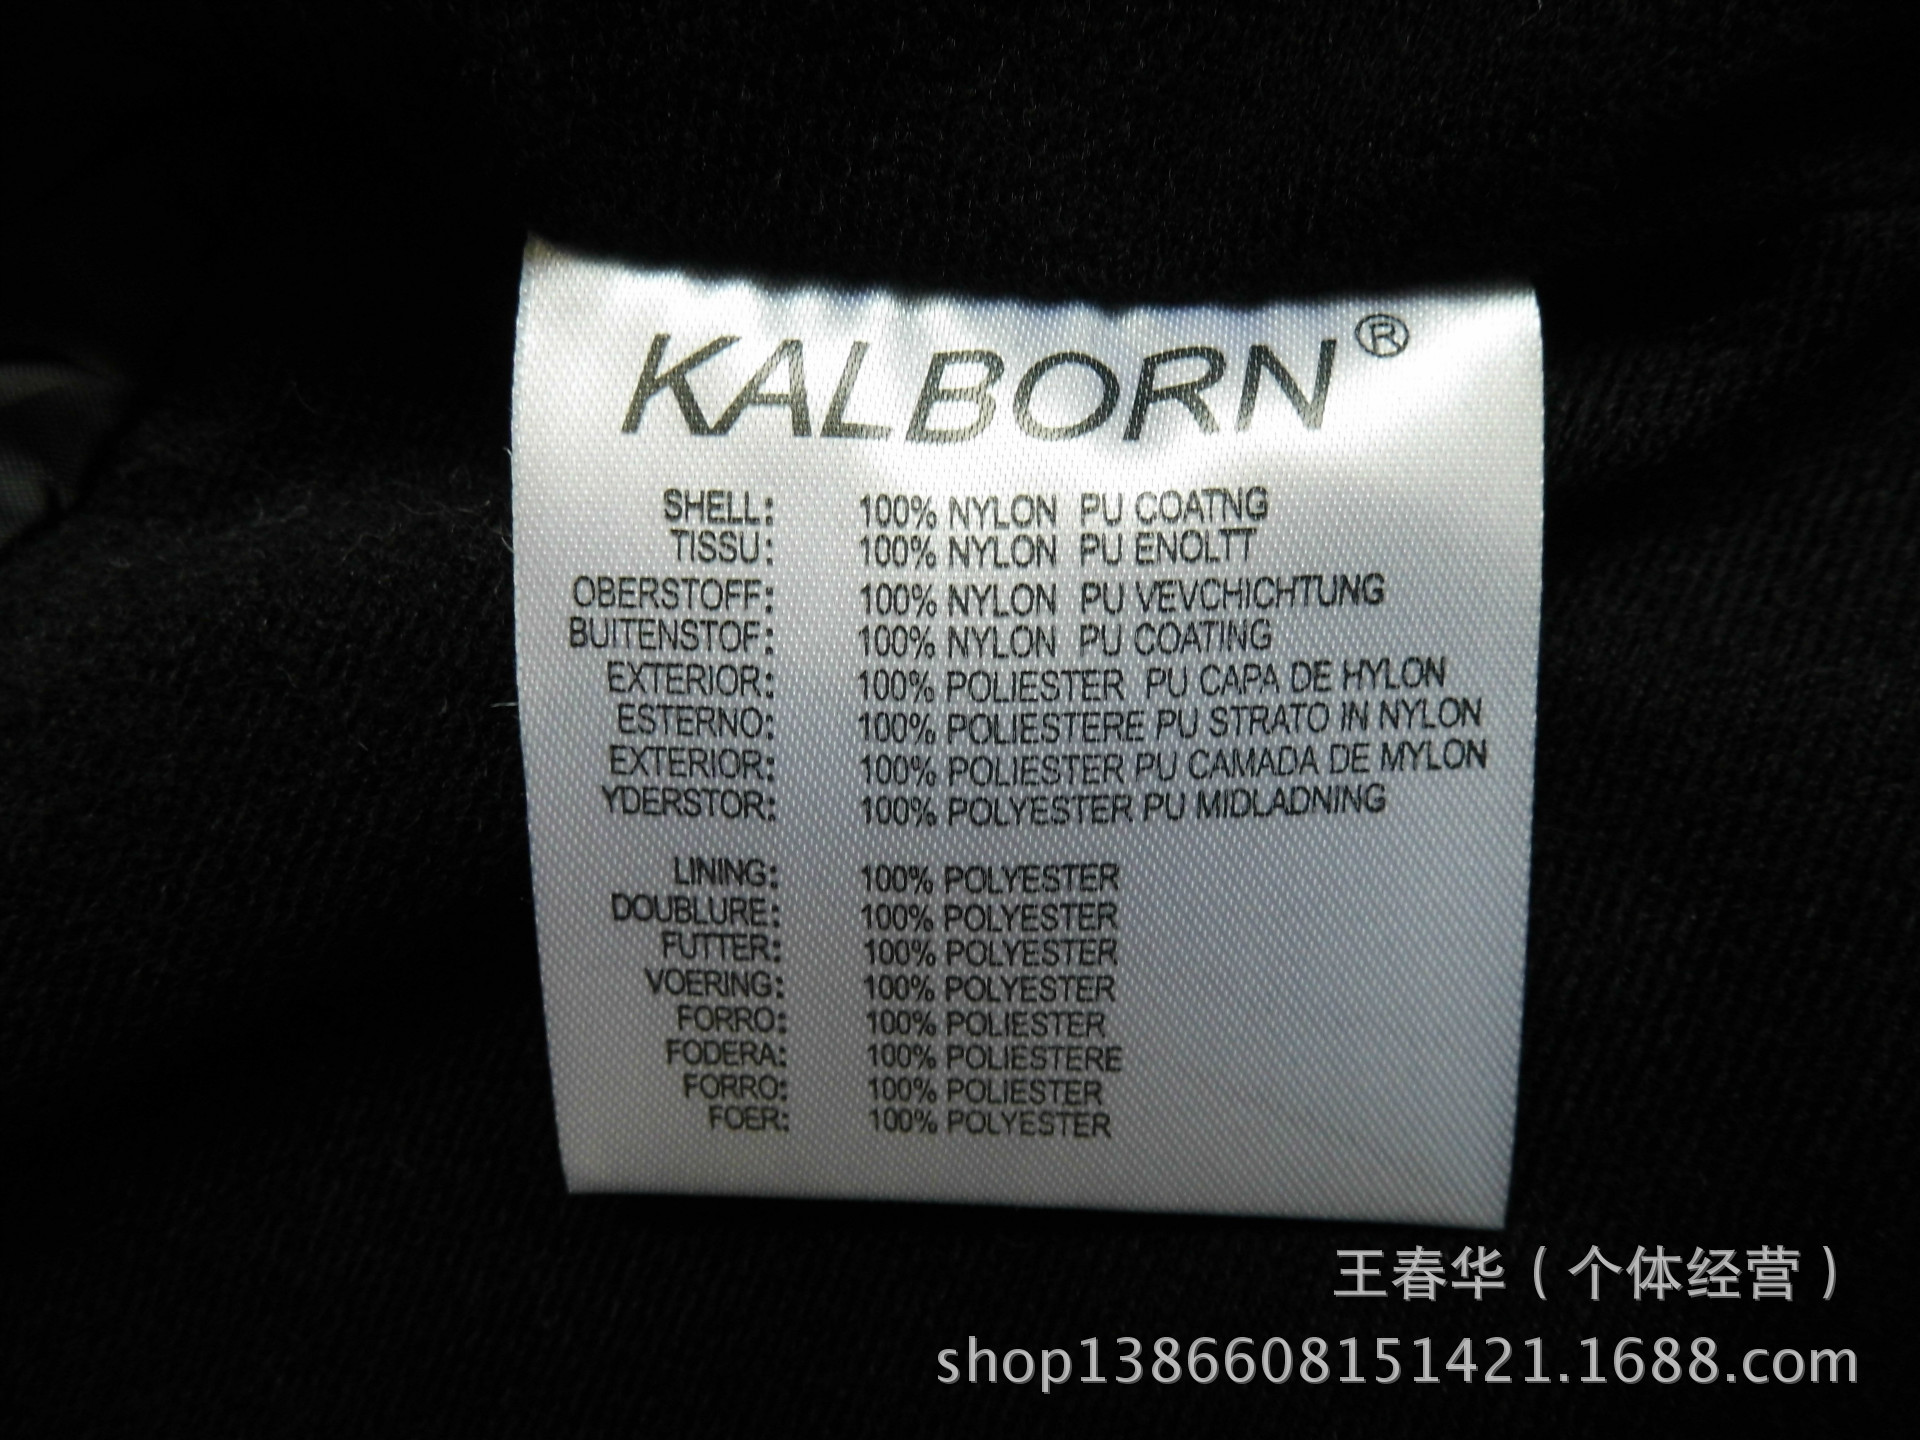 KALBORN®
SHELL: 100% NYLON PU COATNG
TISSU: 100% NYLON PU ENOLTT
OBERSTOFF: 100% NYLON PU VEVCHICHTUNG
BUITENSTOF: 100% NYLON PU COATING
EXTERIOR: 100% POLIESTER PU CAPA DE HYLON
ESTERNO: 100% POLIESTERE PU STRATO IN NYLON
EXTERIOR: 100% POLIESTER PU CAMADA DE MYLON
YDERSTOR: 100% POLYESTER PU MIDLADNING
LINING: 100% POLYESTER
DOUBLURE: 100% POLYESTER
FUTTER: 100% POLYESTER
VOERING: 100% POLYESTER
FORRO: 100% POLIESTER
FODERA: 100% POLIESTERE
FORRO: 100% POLIESTER
FOER: 100% POLYESTER
王春华（个体经营）
shop1386608151421.1688.com